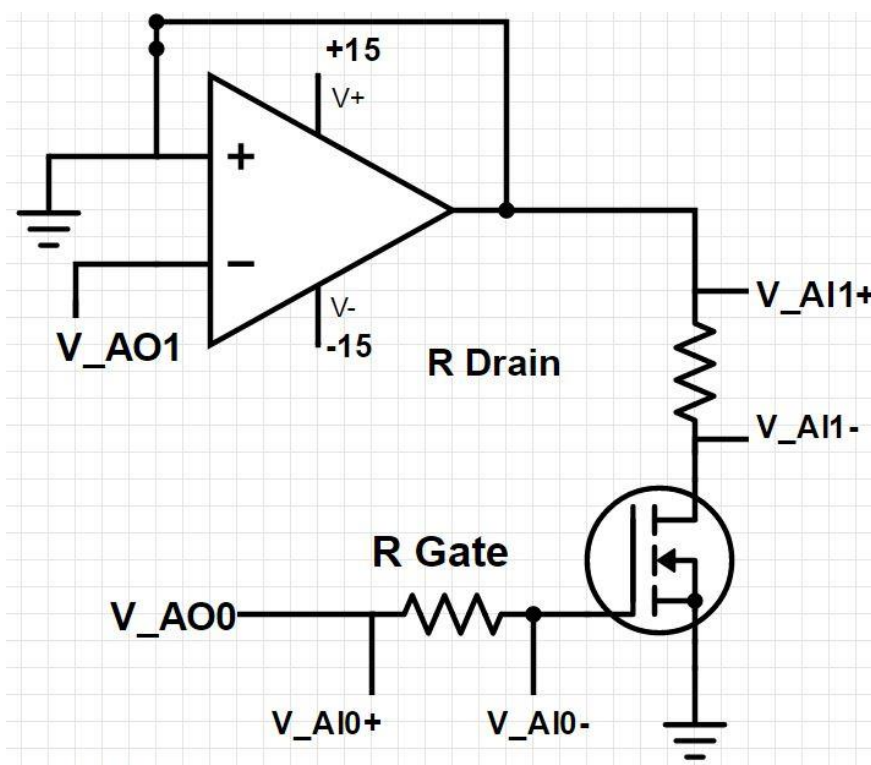 +15
V+
+
−
V-
-15
V_AO1
R Drain
V_AI1+
V_AI1-
R Gate
V_AO0
V_AI0+
V_AI0-